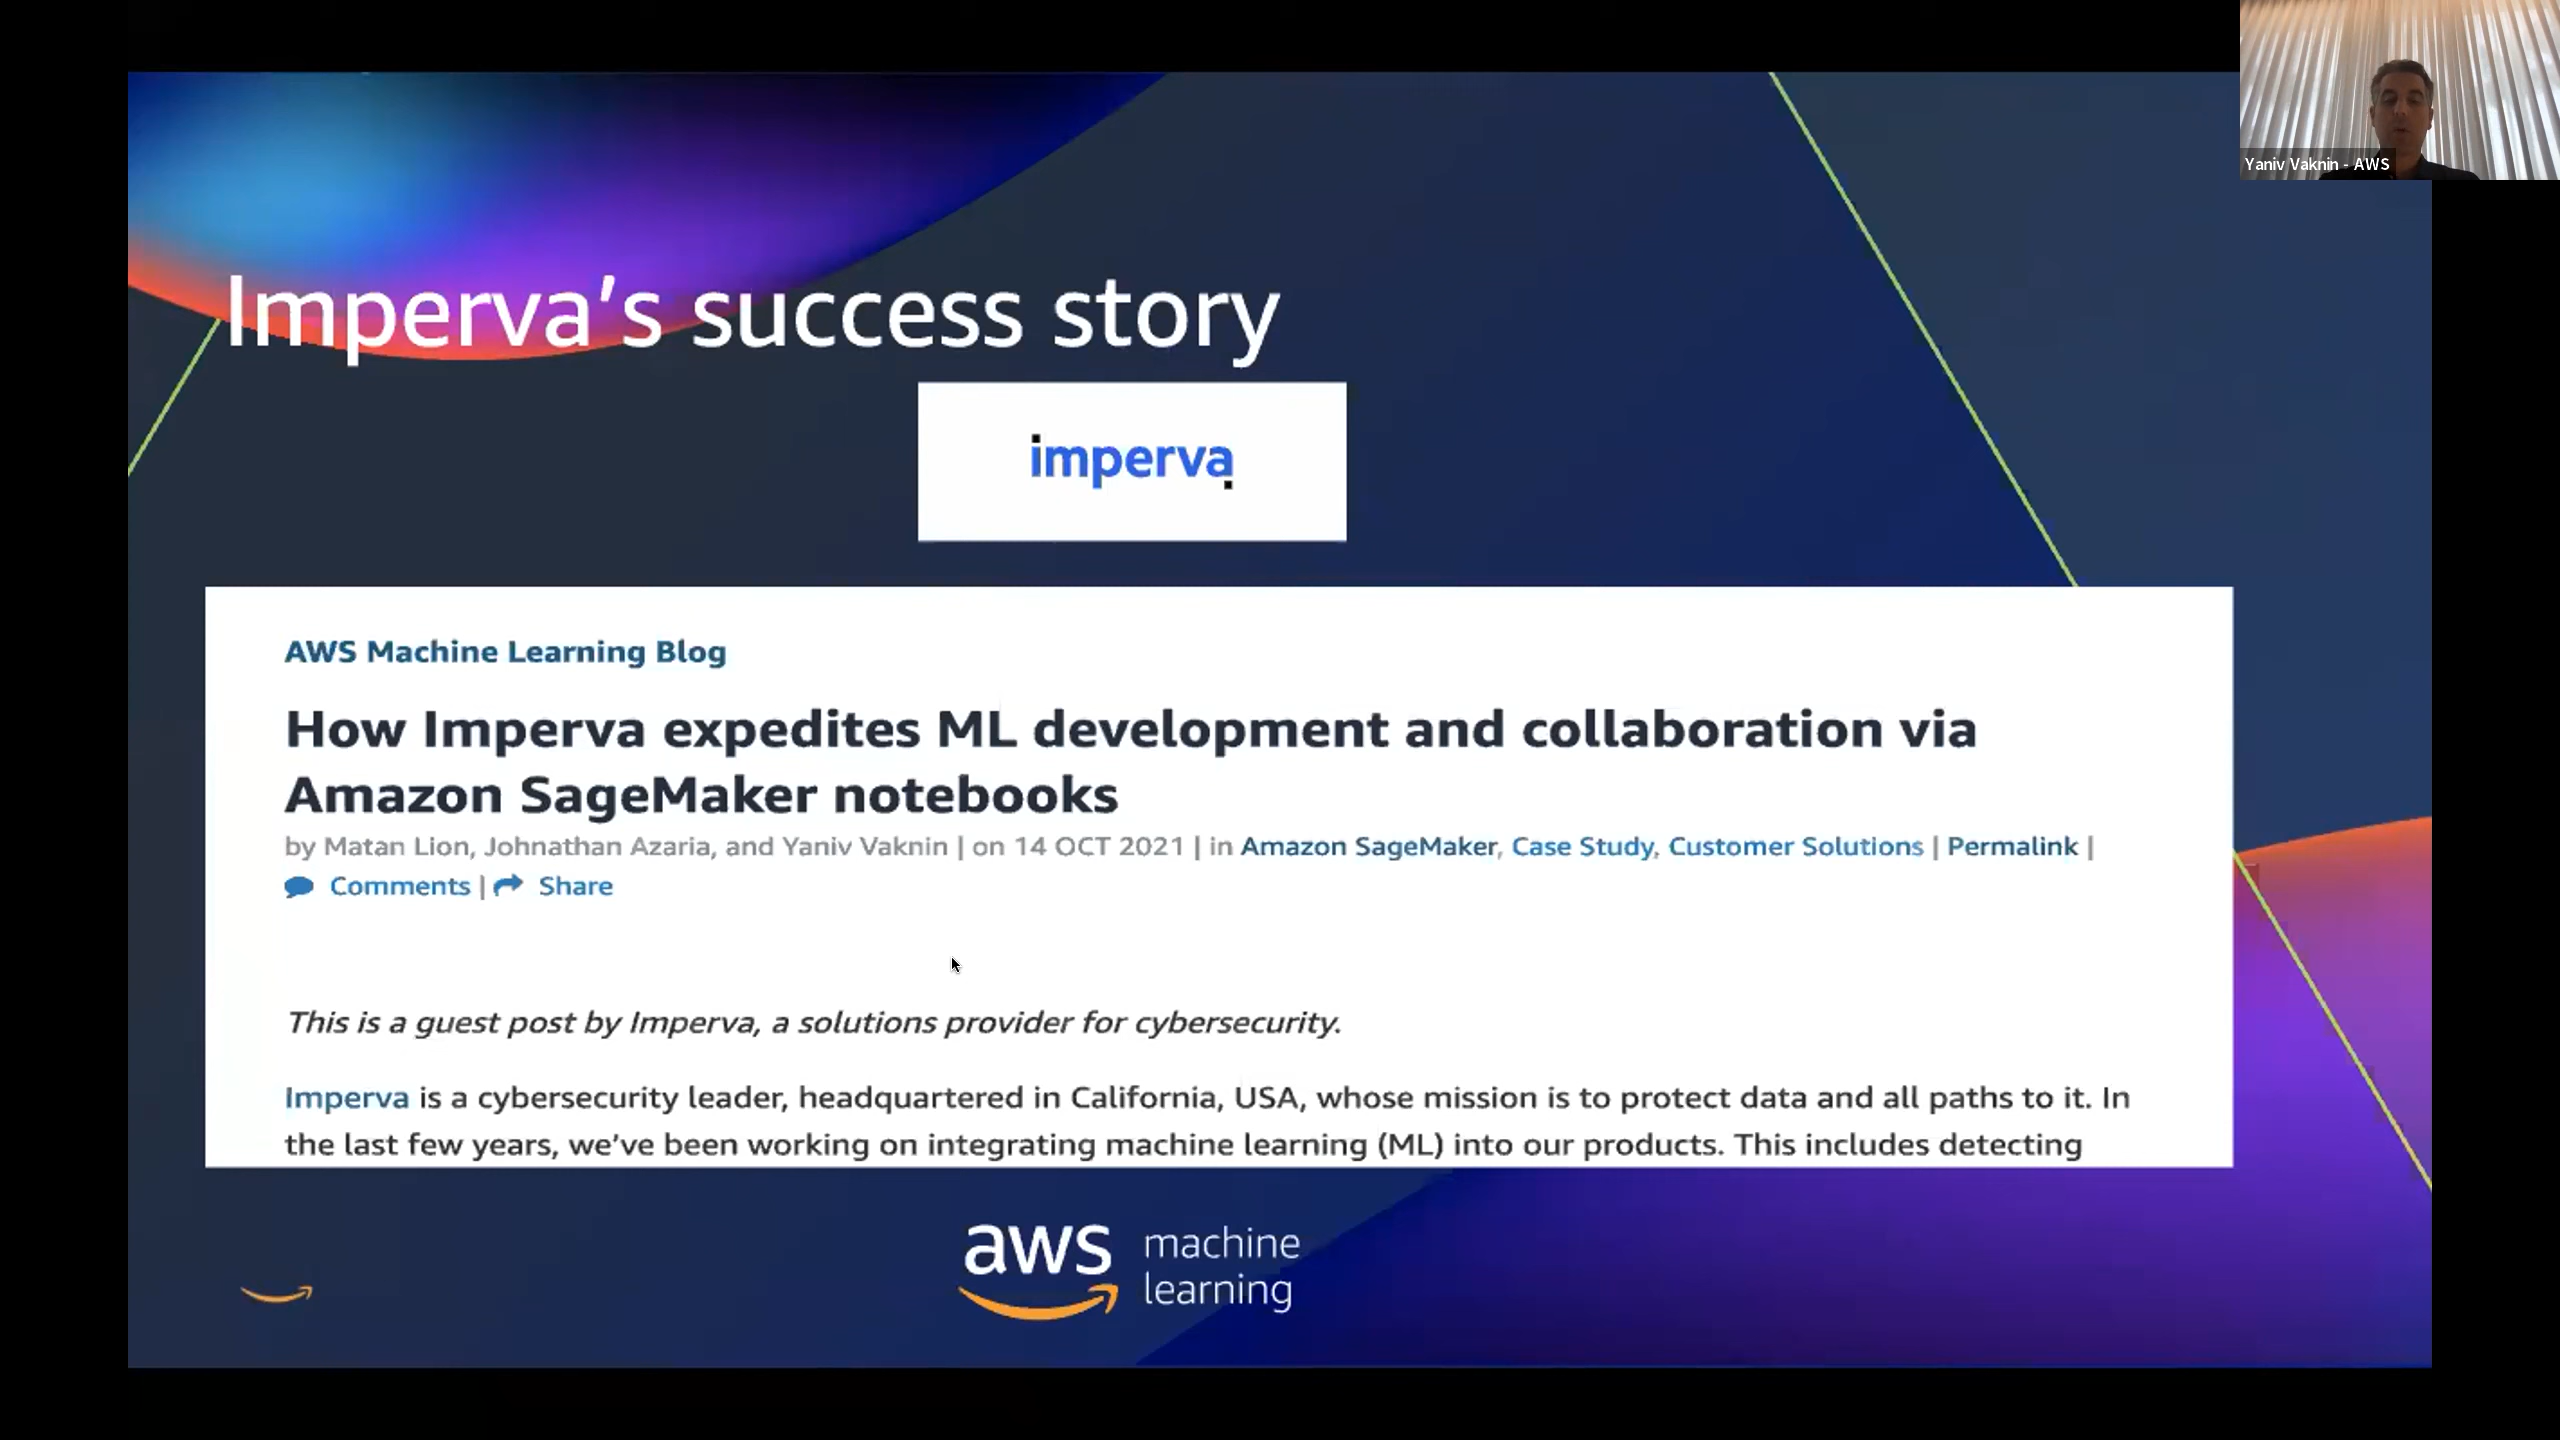 Yaniv Vaknin - AWS
Imperva's success story
imperva
AWS Machine Learning Blog
How Imperva expedites ML development and collaboration via
Amazon SageMaker notebooks
by Matan Lion, Johnathan Azaria, and Yaniv Vaknin | on 14 OCT 2021 | in Amazon SageMaker, Case Study, Customer Solutions | Permalink |
Comments | Share
This is a guest post by Imperva, a solutions provider for cybersecurity.
Imperva is a cybersecurity leader, headquartered in California, USA, whose mission is to protect data and all paths to it. In
the last few years, we've been working on integrating machine learning (ML) into our products. This includes detecting
aws machine
learning